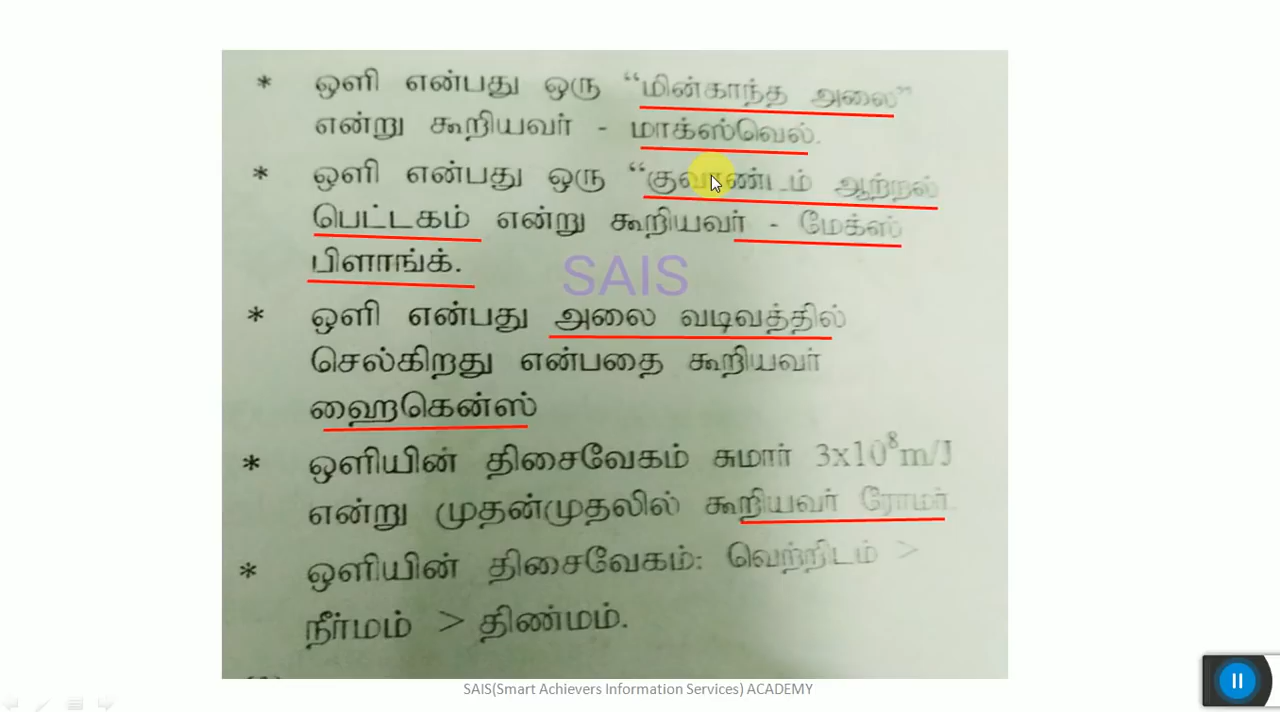 * ஒளி என்பது ஒரு “மின்காந்த அலை”
என்று கூறியவர் - மாக்ஸ்வெல்.
* ஒளி என்பது ஒரு “குவாண்டம் ஆற்றல்
பெட்டகம் என்று கூறியவர் - மேக்ஸ்
பிளாங்க்.
SAIS
* ஒளி என்பது அலை வடிவத்தில்
செல்கிறது என்பதை கூறியவர்
ஹைகென்ஸ்
* ஒளியின் திசைவேகம் சுமார் 3x10⁸m/J
என்று முதன்முதலில் கூறியவர் ரோமர்.
* ஒளியின் திசைவேகம்: வெற்றிடம் >
நீர்மம் > திண்மம்.
SAIS(Smart Achievers Information Services) ACADEMY